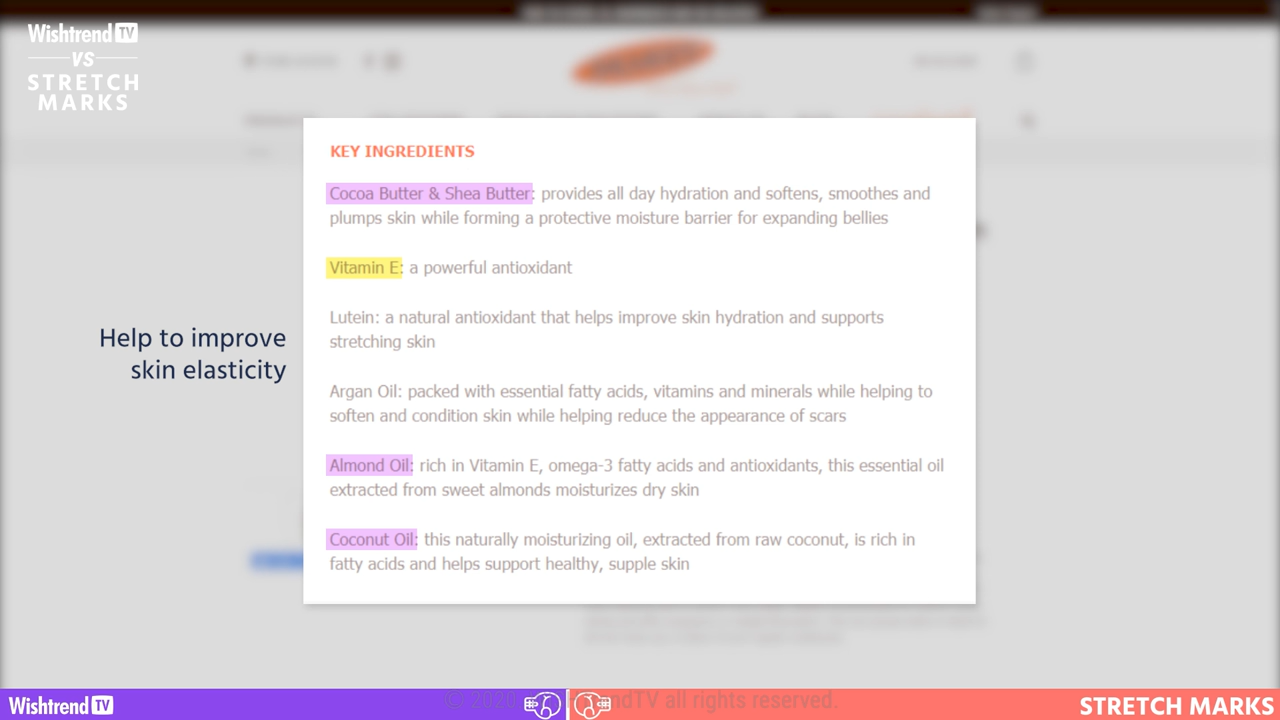 Wishtrend TV
VS
STRETCH
MARKS
KEY INGREDIENTS
Cocoa Butter & Shea Butter: provides all day hydration and softens, smoothes and
plumps skin while forming a protective moisture barrier for expanding bellies
Vitamin E: a powerful antioxidant
Lutein: a natural antioxidant that helps improve skin hydration and supports
stretching skin
Help to improve
skin elasticity
Argan Oil: packed with essential fatty acids, vitamins and minerals while helping to
soften and condition skin while helping reduce the appearance of scars
Almond Oil: rich in Vitamin E, omega-3 fatty acids and antioxidants, this essential oil
extracted from sweet almonds moisturizes dry skin
Coconut Oil: this naturally moisturizing oil, extracted from raw coconut, is rich in
fatty acids and helps support healthy, supple skin
Wishtrend TV
© 2020 ndTV all rights reserved.
STRETCH MARKS